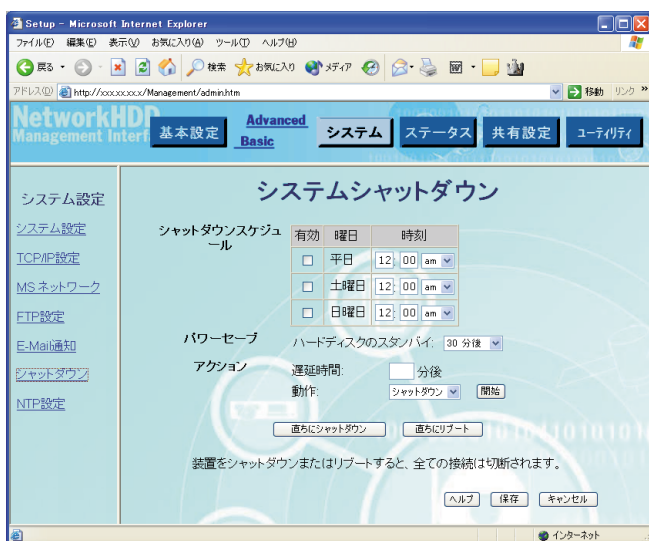 Setup - Microsoft Internet Explorer
ファイル(F) 編集(E) 表示(V) お気に入り(A) ツール(T) ヘルプ(H)
戻る 検索 お気に入り メディア
アドレス(D) http://xxxxxxxxx/Management/admin.htm 移動 リンク »
NetworkHDD
Management Interf
基本設定 Advanced Basic システム ステータス 共有設定 ユーティリティ
システム設定
システム設定
TCP/IP設定
MSネットワーク
FTP設定
E-Mail通知
シャットダウン
NTP設定
システムシャットダウン
シャットダウンスケジュール
有効 曜日 時刻
平日 12: 00 am
土曜日 12: 00 am
日曜日 12: 00 am
パワーセーブ ハードディスクのスタンバイ: 30 分後
アクション 遅延時間: 分後
動作: シャットダウン 開始
直ちにシャットダウン 直ちにリブート
装置をシャットダウンまたはリブートすると、全ての接続は切断されます。
ヘルプ 保存 キャンセル
インターネット